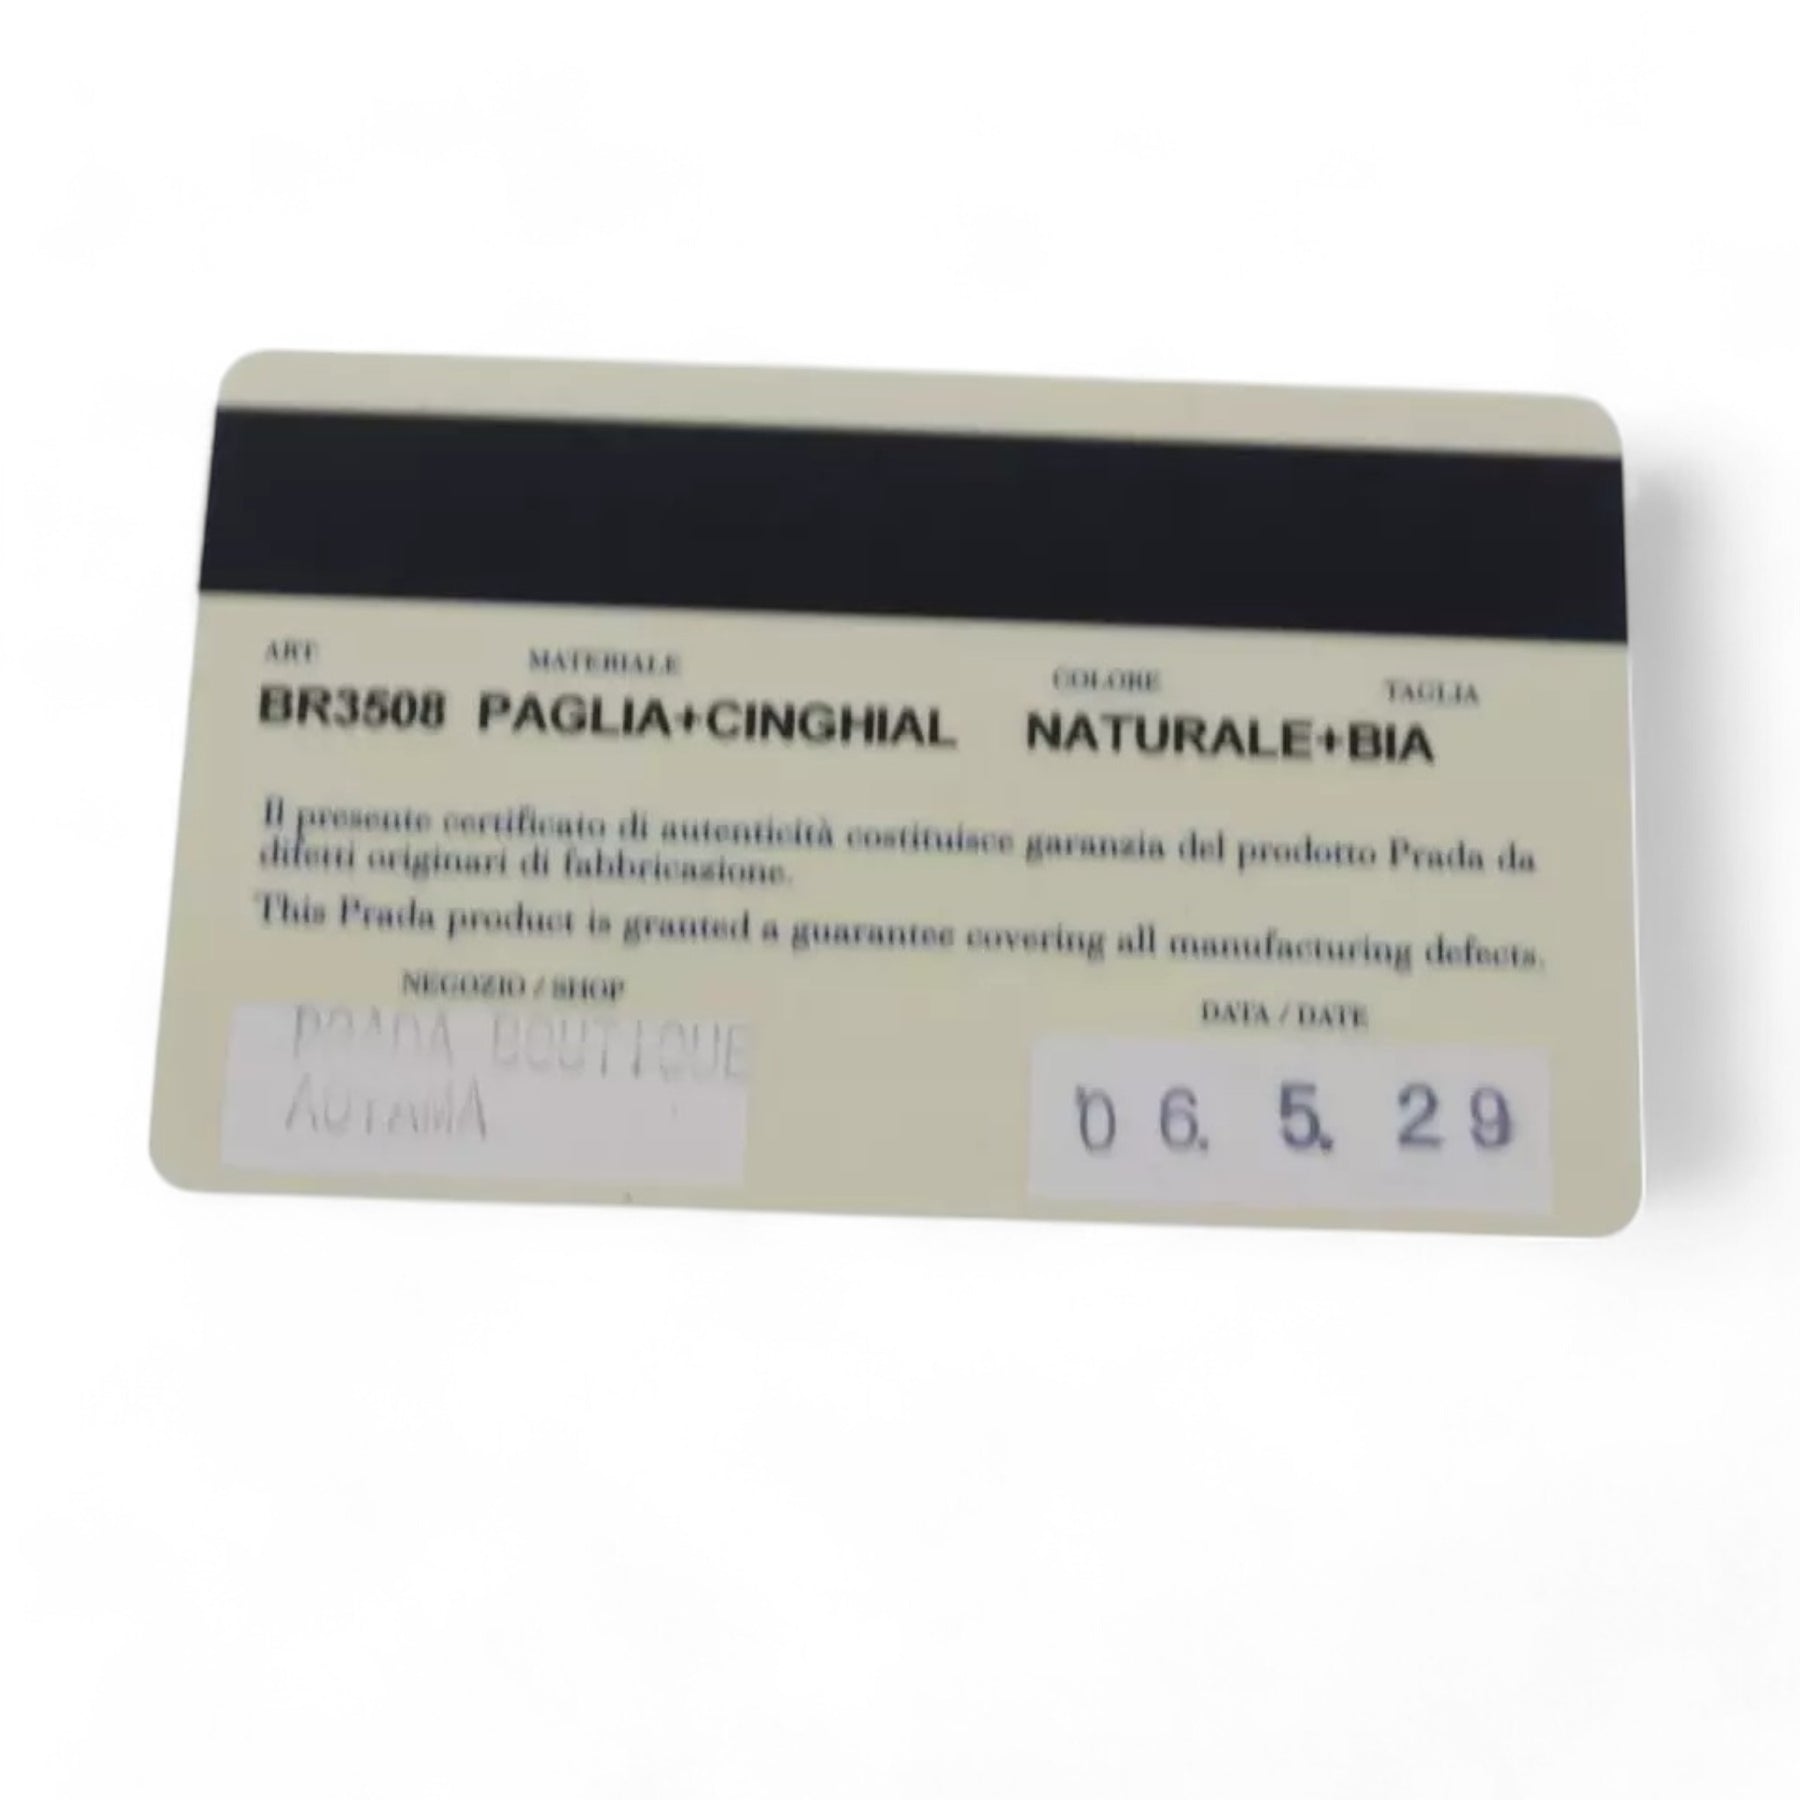 ART MATERIALE COLORE TAGLIA
BR3508 PAGLIA+CINGHIAL NATURALE+BIA
Il presente certificato di autenticità costituisce garanzia del prodotto Prada da
difetti originari di fabbricazione.
This Prada product is granted a guarantee covering all manufacturing defects.
NEGOZIO / SHOP
PRADA BOUTIQUE
DATA / DATE
06. 5. 29